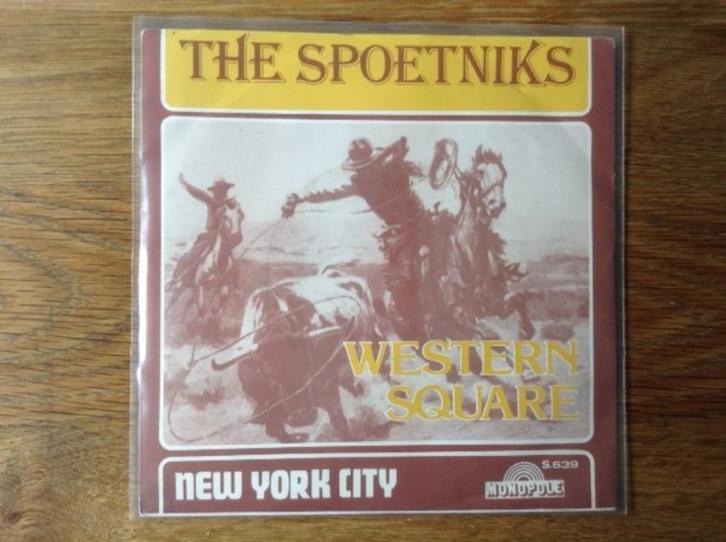 THE SPOETNIKS
WESTERN
SQUARE
NEW YORK CITY
S.639
MONOPOLE